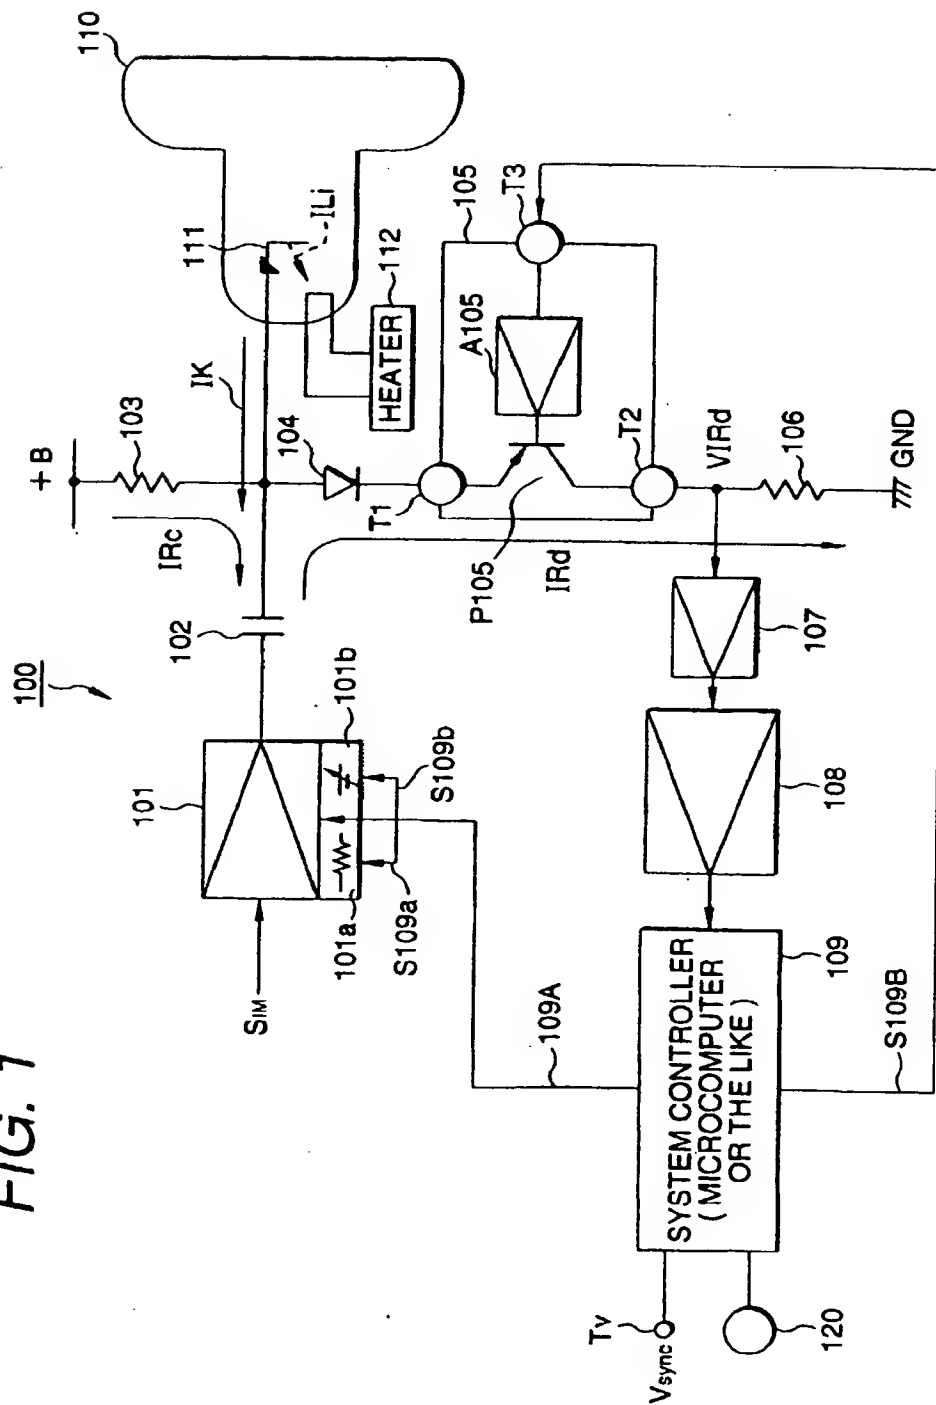 FIG. 1
100
110
+B
103
IRc
IK
111
ILi
112
HEATER
101
102
104
105
T1
T3
A105
SIM
101a
101b
S109a
S109b
P105
IRd
T2
VIRd
106
GND
107
108
109A
SYSTEM CONTROLLER
(MICROCOMPUTER
OR THE LIKE)
109
S109B
Tv
Vsync
120